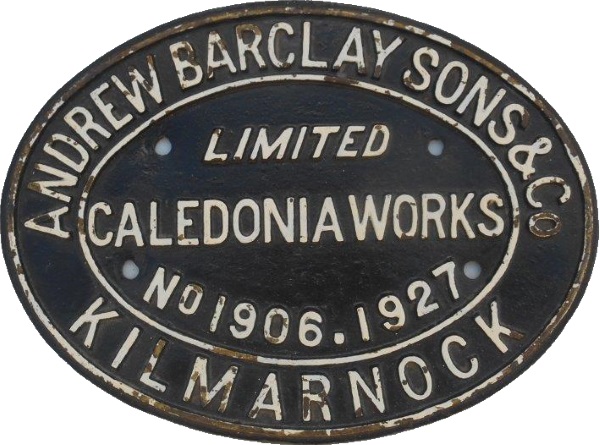 ANDREW BARCLAY SONS & Co
LIMITED
CALEDONIA WORKS
No 1906. 1927
KILMARNOCK